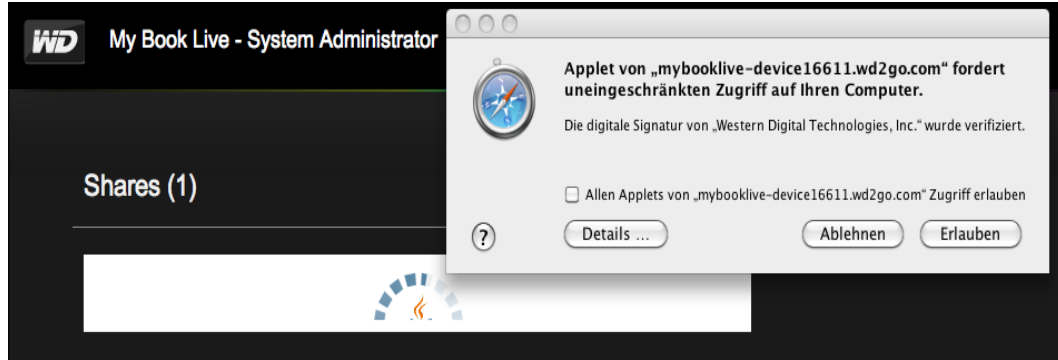 WD
My Book Live - System Administrator
Applet von „mybooklive-device16611.wd2go.com“ fordert
uneingeschränkten Zugriff auf Ihren Computer.
Die digitale Signatur von „Western Digital Technologies, Inc.“ wurde verifiziert.
Allen Applets von „mybooklive-device16611.wd2go.com“ Zugriff erlauben
?
Details ...
Ablehnen
Erlauben
Shares (1)